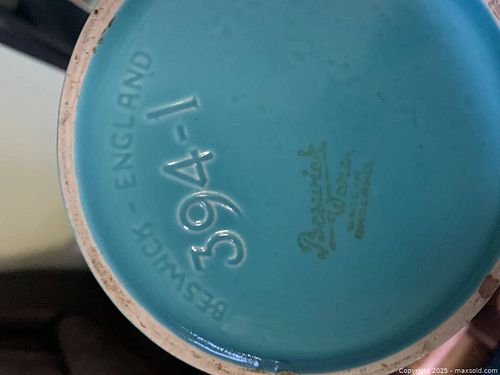 BESWICK - ENGLAND
394-1
Beswick
Ware
MADE IN
ENGLAND
Copyright 2025 - maxsold.com